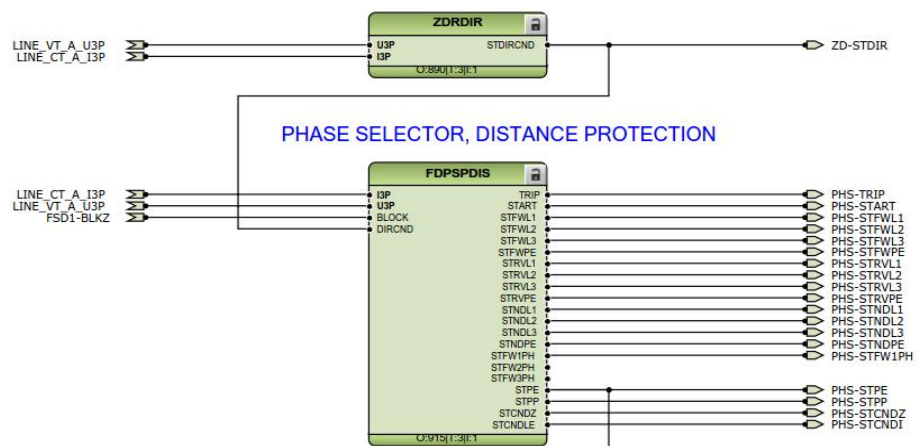 ZDRDIR
LINE_VT_A_U3P U3P STDIRCND ZD-STDIR
LINE_CT_A_I3P I3P
O:890|T:3|I:1
PHASE SELECTOR, DISTANCE PROTECTION
FDPSPDIS
LINE_CT_A_I3P I3P TRIP PHS-TRIP
LINE_VT_A_U3P U3P START PHS-START
FSD1-BLKZ BLOCK STFWL1 PHS-STFWL1
DIRCND STFWL2 PHS-STFWL2
STFWL3 PHS-STFWL3
STFWPE PHS-STFWPE
STRVL1 PHS-STRVL1
STRVL2 PHS-STRVL2
STRVL3 PHS-STRVL3
STRVPE PHS-STRVPE
STNDL1 PHS-STNDL1
STNDL2 PHS-STNDL2
STNDL3 PHS-STNDL3
STNDPE PHS-STNDPE
STFW1PH PHS-STFW1PH
STFW2PH
STFW3PH
STPE PHS-STPE
STPP PHS-STPP
STCNDZ PHS-STCNDZ
STCNDLE PHS-STCNDI
O:915|T:3|I:1